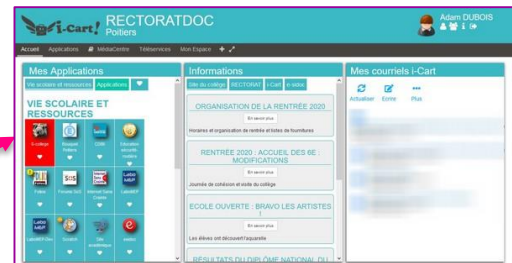 i-Cart!
RECTORATDOC
Poitiers
Adam DUBOIS
Accueil Applications MédiaCentre Téléservices Mon Espace
Mes Applications
Vie scolaire et ressources Applications
VIE SCOLAIRE ET
RESSOURCES
Informations
Site du collège RECTORAT i-Cart e-sidoc
ORGANISATION DE LA RENTRÉE 2020
En savoir plus
Horaires et organisation de rentrée et listes de fournitures
RENTRÉE 2020 : ACCUEIL DES 6E :
MODIFICATIONS
En savoir plus
Journée de cohésion et visite du collège
ECOLE OUVERTE : BRAVO LES ARTISTES
!
En savoir plus
Les élèves ont découvert l'aquarelle
RÉSULTATS DU DIPLÔME NATIONAL DU
Mes courriels i-Cart
Actualiser Ecrire Plus